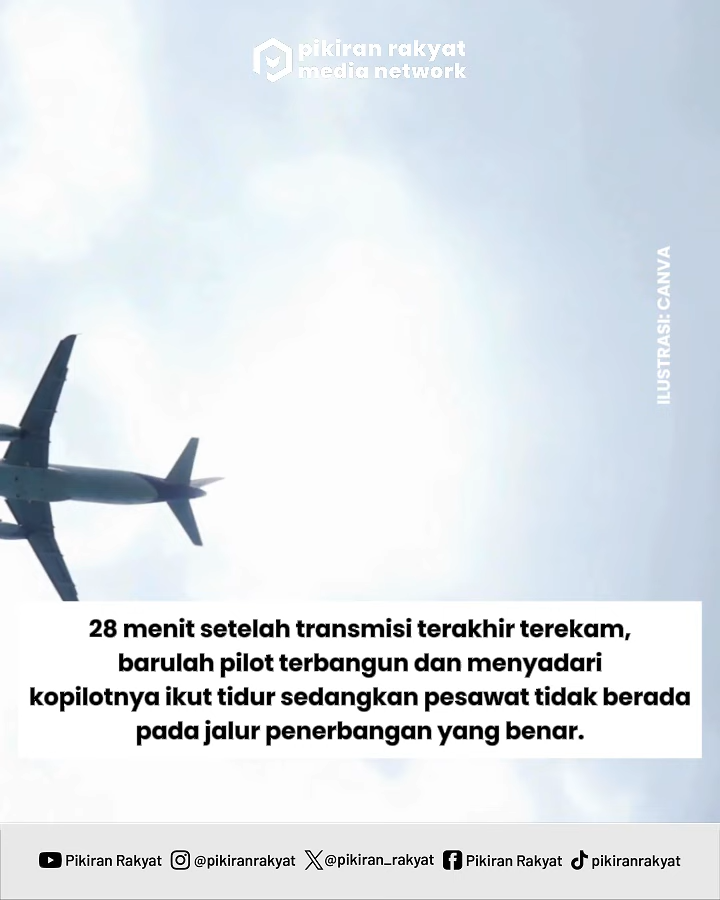 pikiran rakyat
media network
ILUSTRASI: CANVA
28 menit setelah transmisi terakhir terekam,
barulah pilot terbangun dan menyadari
kopilotnya ikut tidur sedangkan pesawat tidak berada
pada jalur penerbangan yang benar.
Pikiran Rakyat @pikiranrakyat @pikiran_rakyat Pikiran Rakyat pikiranrakyat